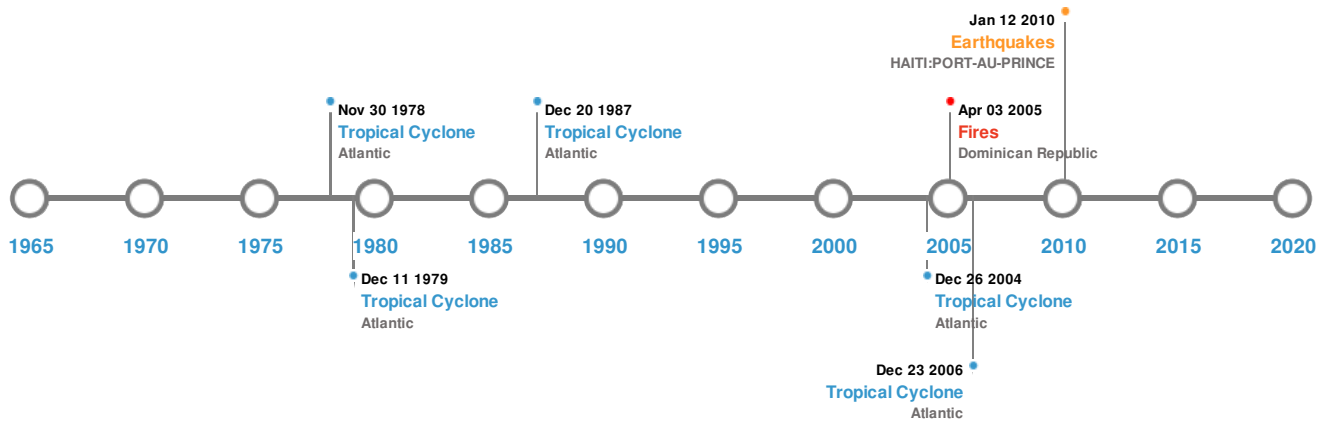 Jan 12 2010
Earthquakes
HAITI:PORT-AU-PRINCE
Nov 30 1978
Tropical Cyclone
Atlantic
Dec 20 1987
Tropical Cyclone
Atlantic
Apr 03 2005
Fires
Dominican Republic
1965 1970 1975 1980 1985 1990 1995 2000 2005 2010 2015 2020
Dec 11 1979
Tropical Cyclone
Atlantic
Dec 26 2004
Tropical Cyclone
Atlantic
Dec 23 2006
Tropical Cyclone
Atlantic